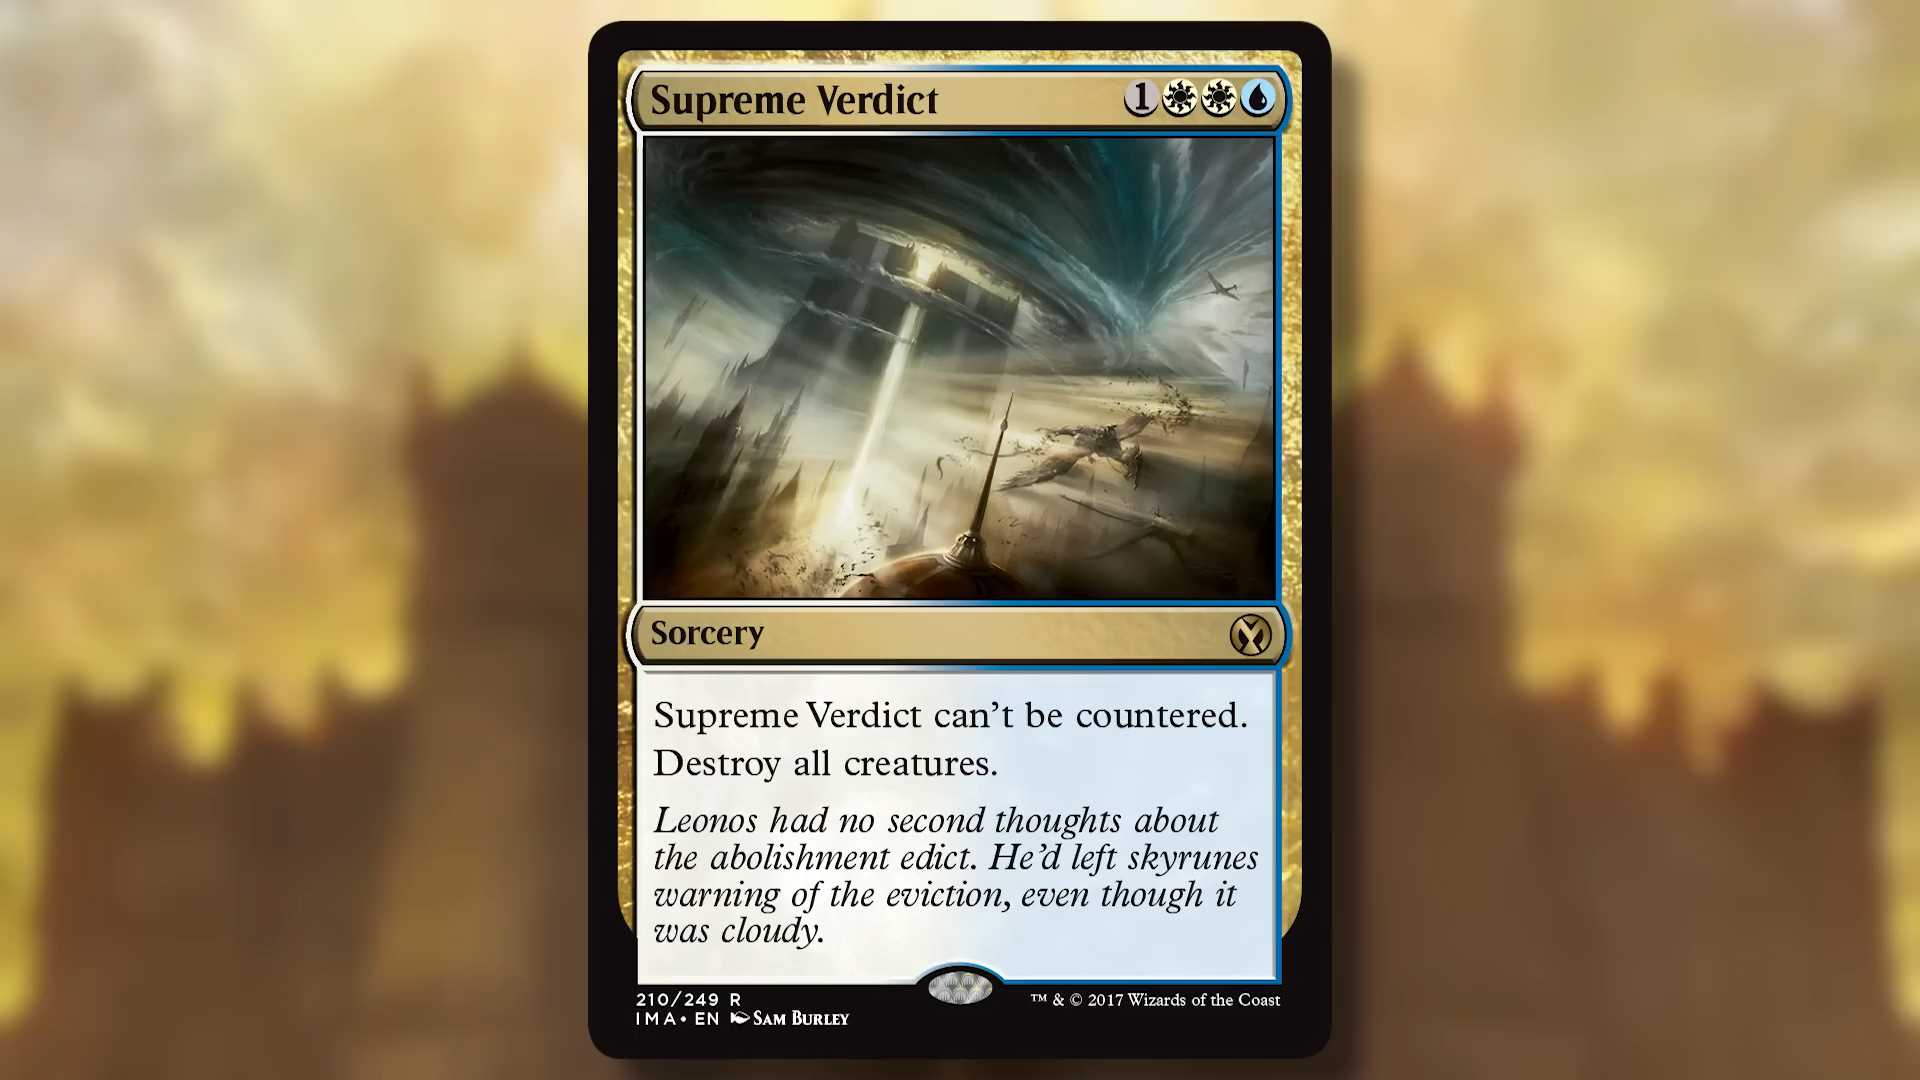 Supreme Verdict 1
Sorcery
Supreme Verdict can't be countered.
Destroy all creatures.
Leonos had no second thoughts about
the abolishment edict. He'd left skyrunes
warning of the eviction, even though it
was cloudy.
210/249 R
IMA • EN Sam Burley
™ & © 2017 Wizards of the Coast